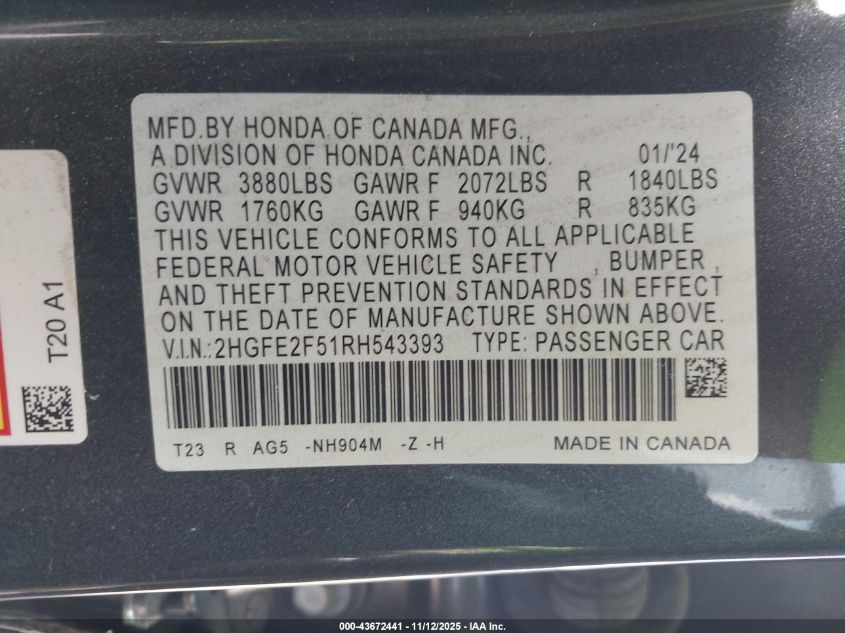 MFD.BY HONDA OF CANADA MFG.,
A DIVISION OF HONDA CANADA INC. 01/'24
GVWR 3880LBS GAWR F 2072LBS R 1840LBS
GVWR 1760KG GAWR F 940KG R 835KG
THIS VEHICLE CONFORMS TO ALL APPLICABLE
FEDERAL MOTOR VEHICLE SAFETY , BUMPER ,
AND THEFT PREVENTION STANDARDS IN EFFECT
ON THE DATE OF MANUFACTURE SHOWN ABOVE.
V.I.N.:2HGFE2F51RH543393 TYPE: PASSENGER CAR
T23 R AG5 -NH904M -Z -H MADE IN CANADA
T20 A1
000-43672441 - 11/12/2025 - IAA Inc.